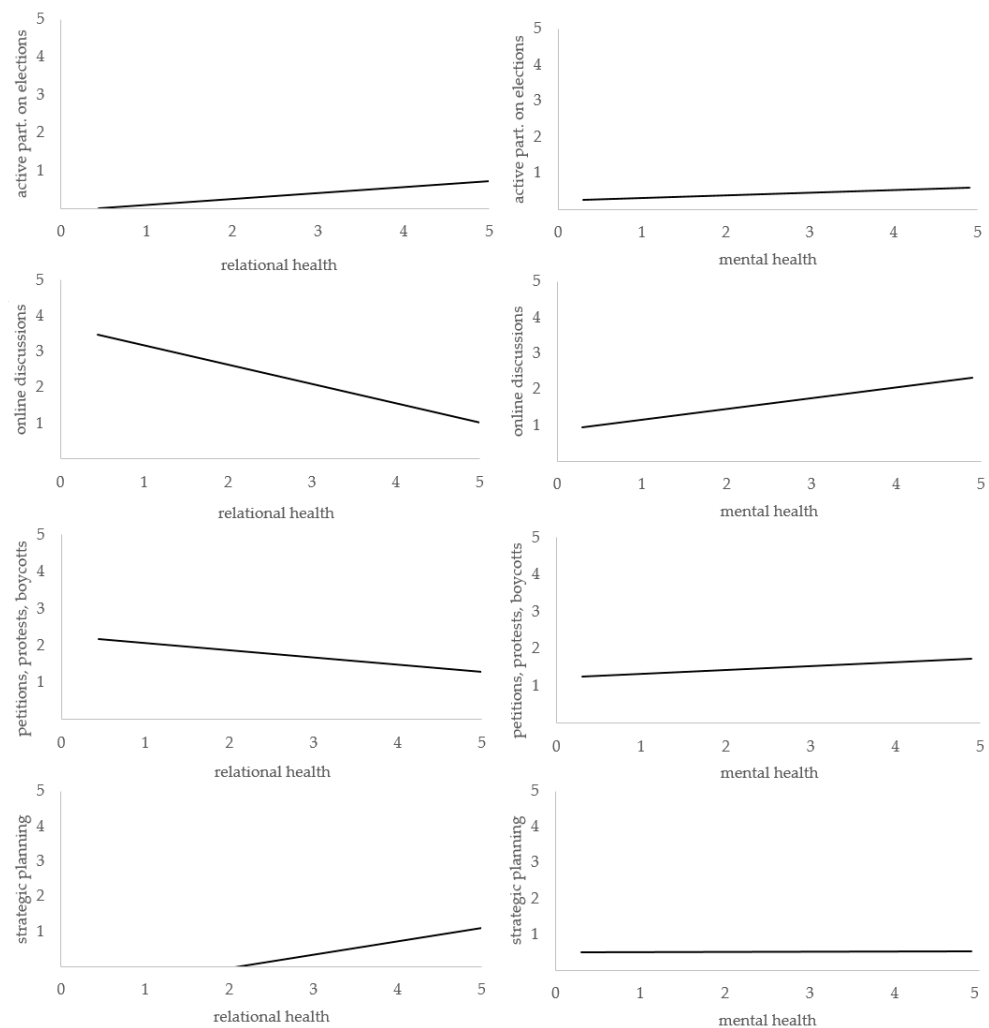 active part. on elections
5
4
3
2
1
0 1 2 3 4 5
relational health
active part. on elections
5
4
3
2
1
0 1 2 3 4 5
mental health
online discussions
5
4
3
2
1
0 1 2 3 4 5
relational health
online discussions
5
4
3
2
1
0 1 2 3 4 5
mental health
petitions, protests, boycotts
5
4
3
2
1
0 1 2 3 4 5
relational health
petitions, protests, boycotts
5
4
3
2
1
0 1 2 3 4 5
mental health
strategic planning
5
4
3
2
1
0 1 2 3 4 5
relational health
strategic planning
5
4
3
2
1
0 1 2 3 4 5
mental health